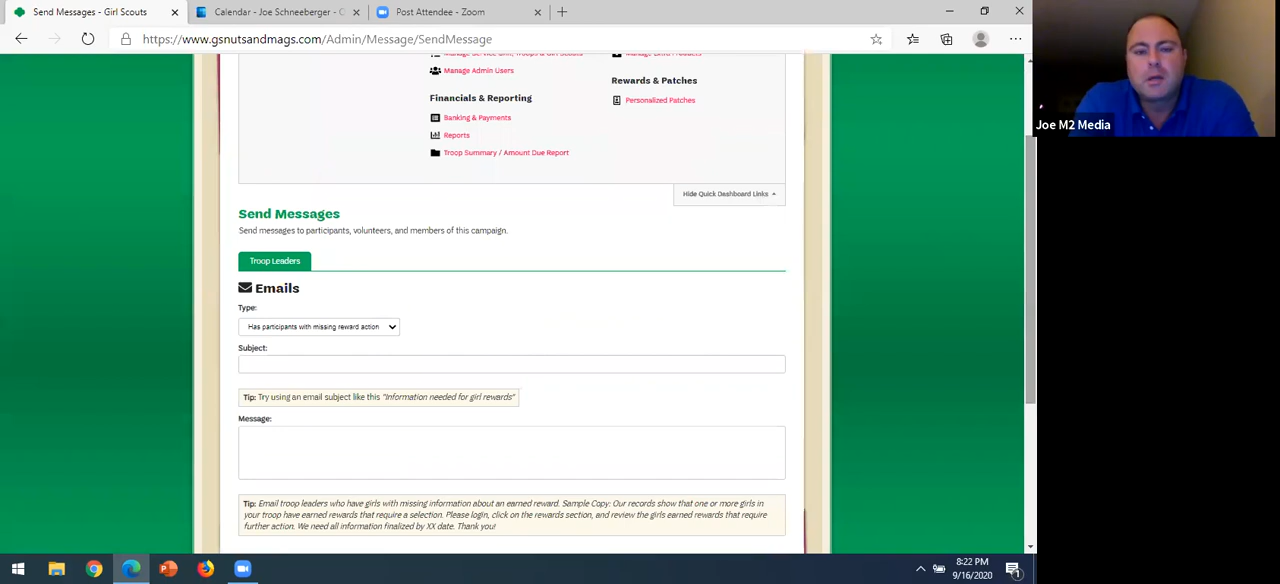 Send Messages - Girl Scouts
Calendar - Joe Schneeberger - O
Post Attendee - Zoom
https://www.gsnutsandmags.com/Admin/Message/SendMessage
Manage Service Unit, Troops & Girl Scouts
Manage Admin Users
Financials & Reporting
Banking & Payments
Reports
Troop Summary / Amount Due Report
Rewards & Patches
Personalized Patches
Hide Quick Dashboard Links
Send Messages
Send messages to participants, volunteers, and members of this campaign.
Troop Leaders
Emails
Type:
Has participants with missing reward action
Subject:
Tip: Try using an email subject like this "Information needed for girl rewards"
Message:
Tip: Email troop leaders who have girls with missing information about an earned reward. Sample Copy: Our records show that one or more girls in
your troop have earned rewards that require a selection. Please login, click on the rewards section, and review the girls earned rewards that require
further action. We need all information finalized by XX date. Thank you!
Joe M2 Media
8:22 PM
9/16/2020
1